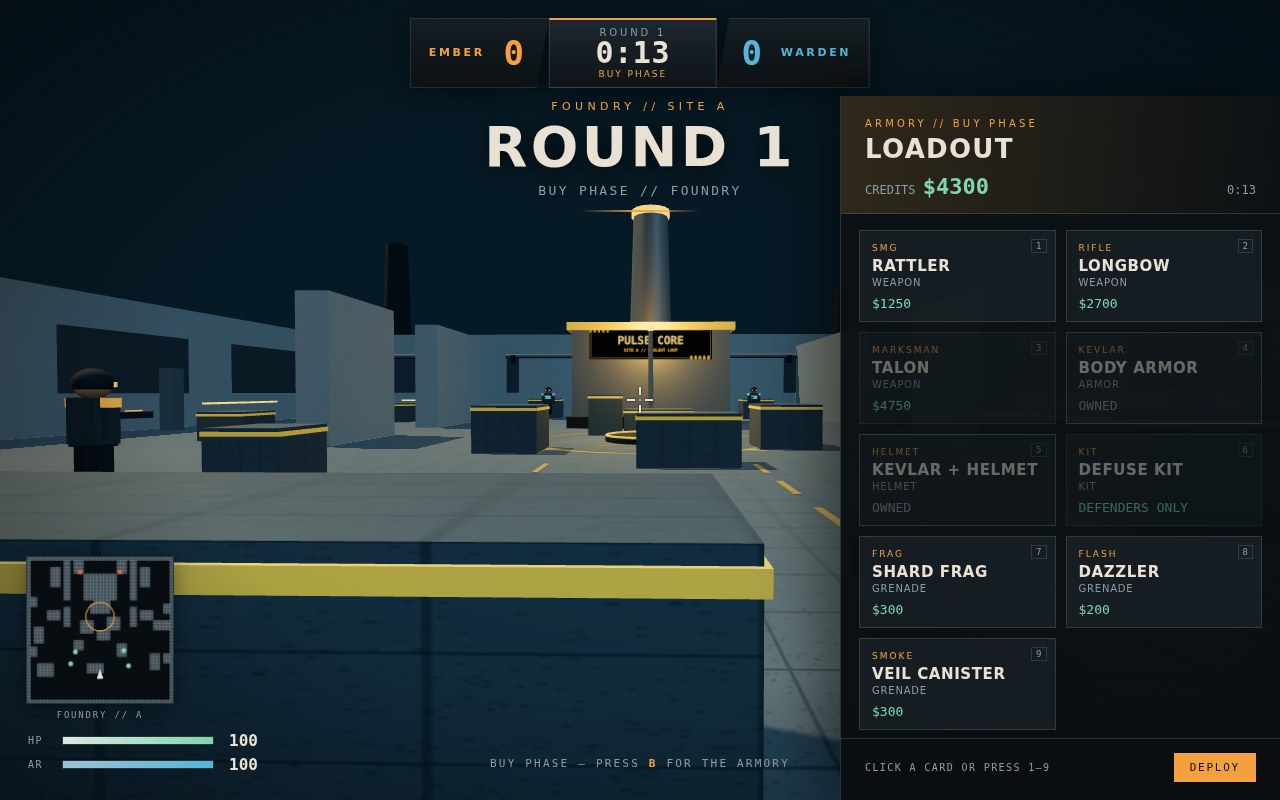 EMBER 0
ROUND 1
0:13
BUY PHASE
0 WARDEN
FOUNDRY // SITE A
ROUND 1
BUY PHASE // FOUNDRY
PULSE CORE
ARMORY // BUY PHASE
LOADOUT
CREDITS $4300
0:13
SMG 1
RATTLER
WEAPON
$1250
RIFLE 2
LONGBOW
WEAPON
$2700
MARKSMAN 3
TALON
WEAPON
$4750
KEVLAR 4
BODY ARMOR
ARMOR
OWNED
HELMET 5
KEVLAR + HELMET
HELMET
OWNED
KIT 6
DEFUSE KIT
KIT
DEFENDERS ONLY
FRAG 7
SHARD FRAG
GRENADE
$300
FLASH 8
DAZZLER
GRENADE
$200
SMOKE 9
VEIL CANISTER
GRENADE
$300
FOUNDRY // A
HP 100
AR 100
BUY PHASE — PRESS B FOR THE ARMORY
CLICK A CARD OR PRESS 1–9
DEPLOY